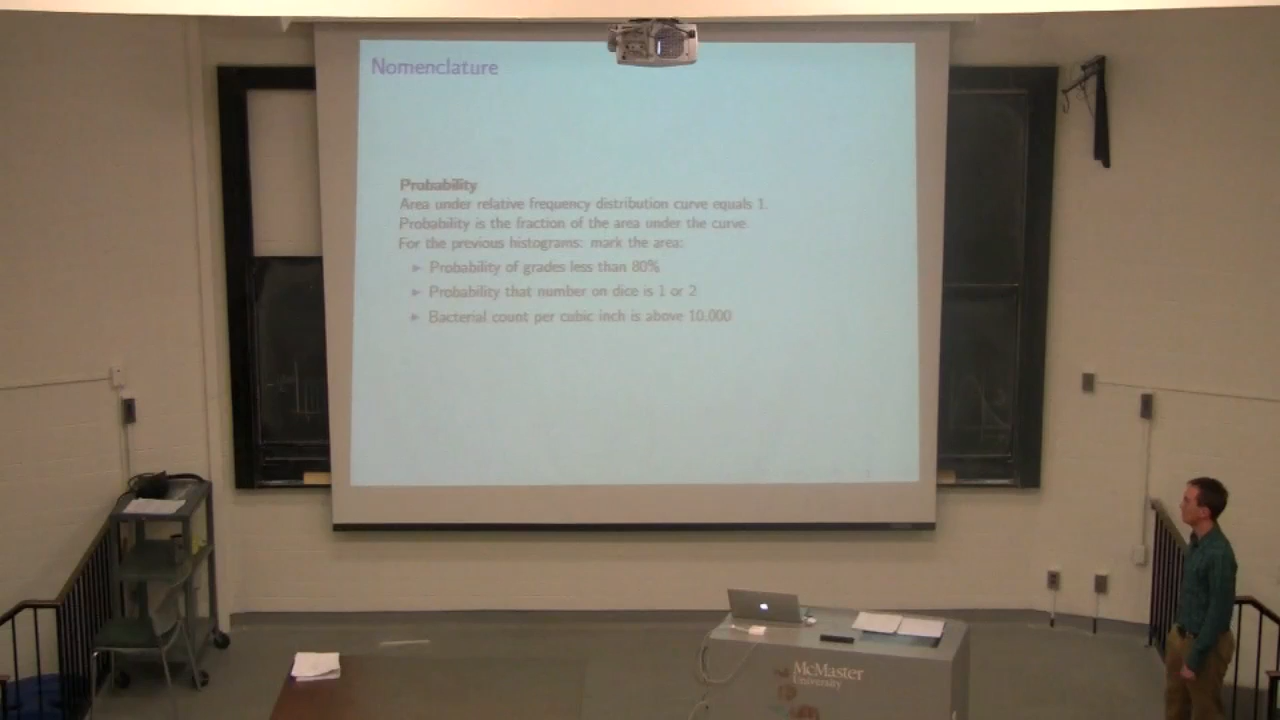 Nomenclature
Probability
Area under relative frequency distribution curve equals 1.
Probability is the fraction of the area under the curve.
For the previous histograms: mark the area:
► Probability of grades less than 80%
► Probability that number on dice is 1 or 2
► Bacterial count per cubic inch is above 10,000
McMaster
University